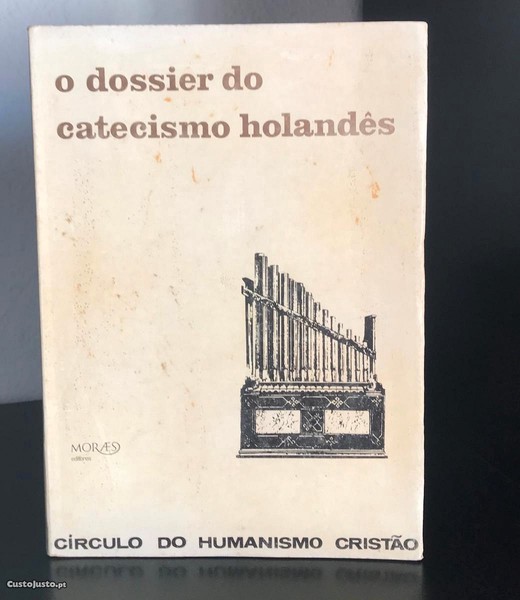 o dossier do
catecismo holandês
MORÆS
editores
CÍRCULO DO HUMANISMO CRISTÃO
CustoJusto.pt